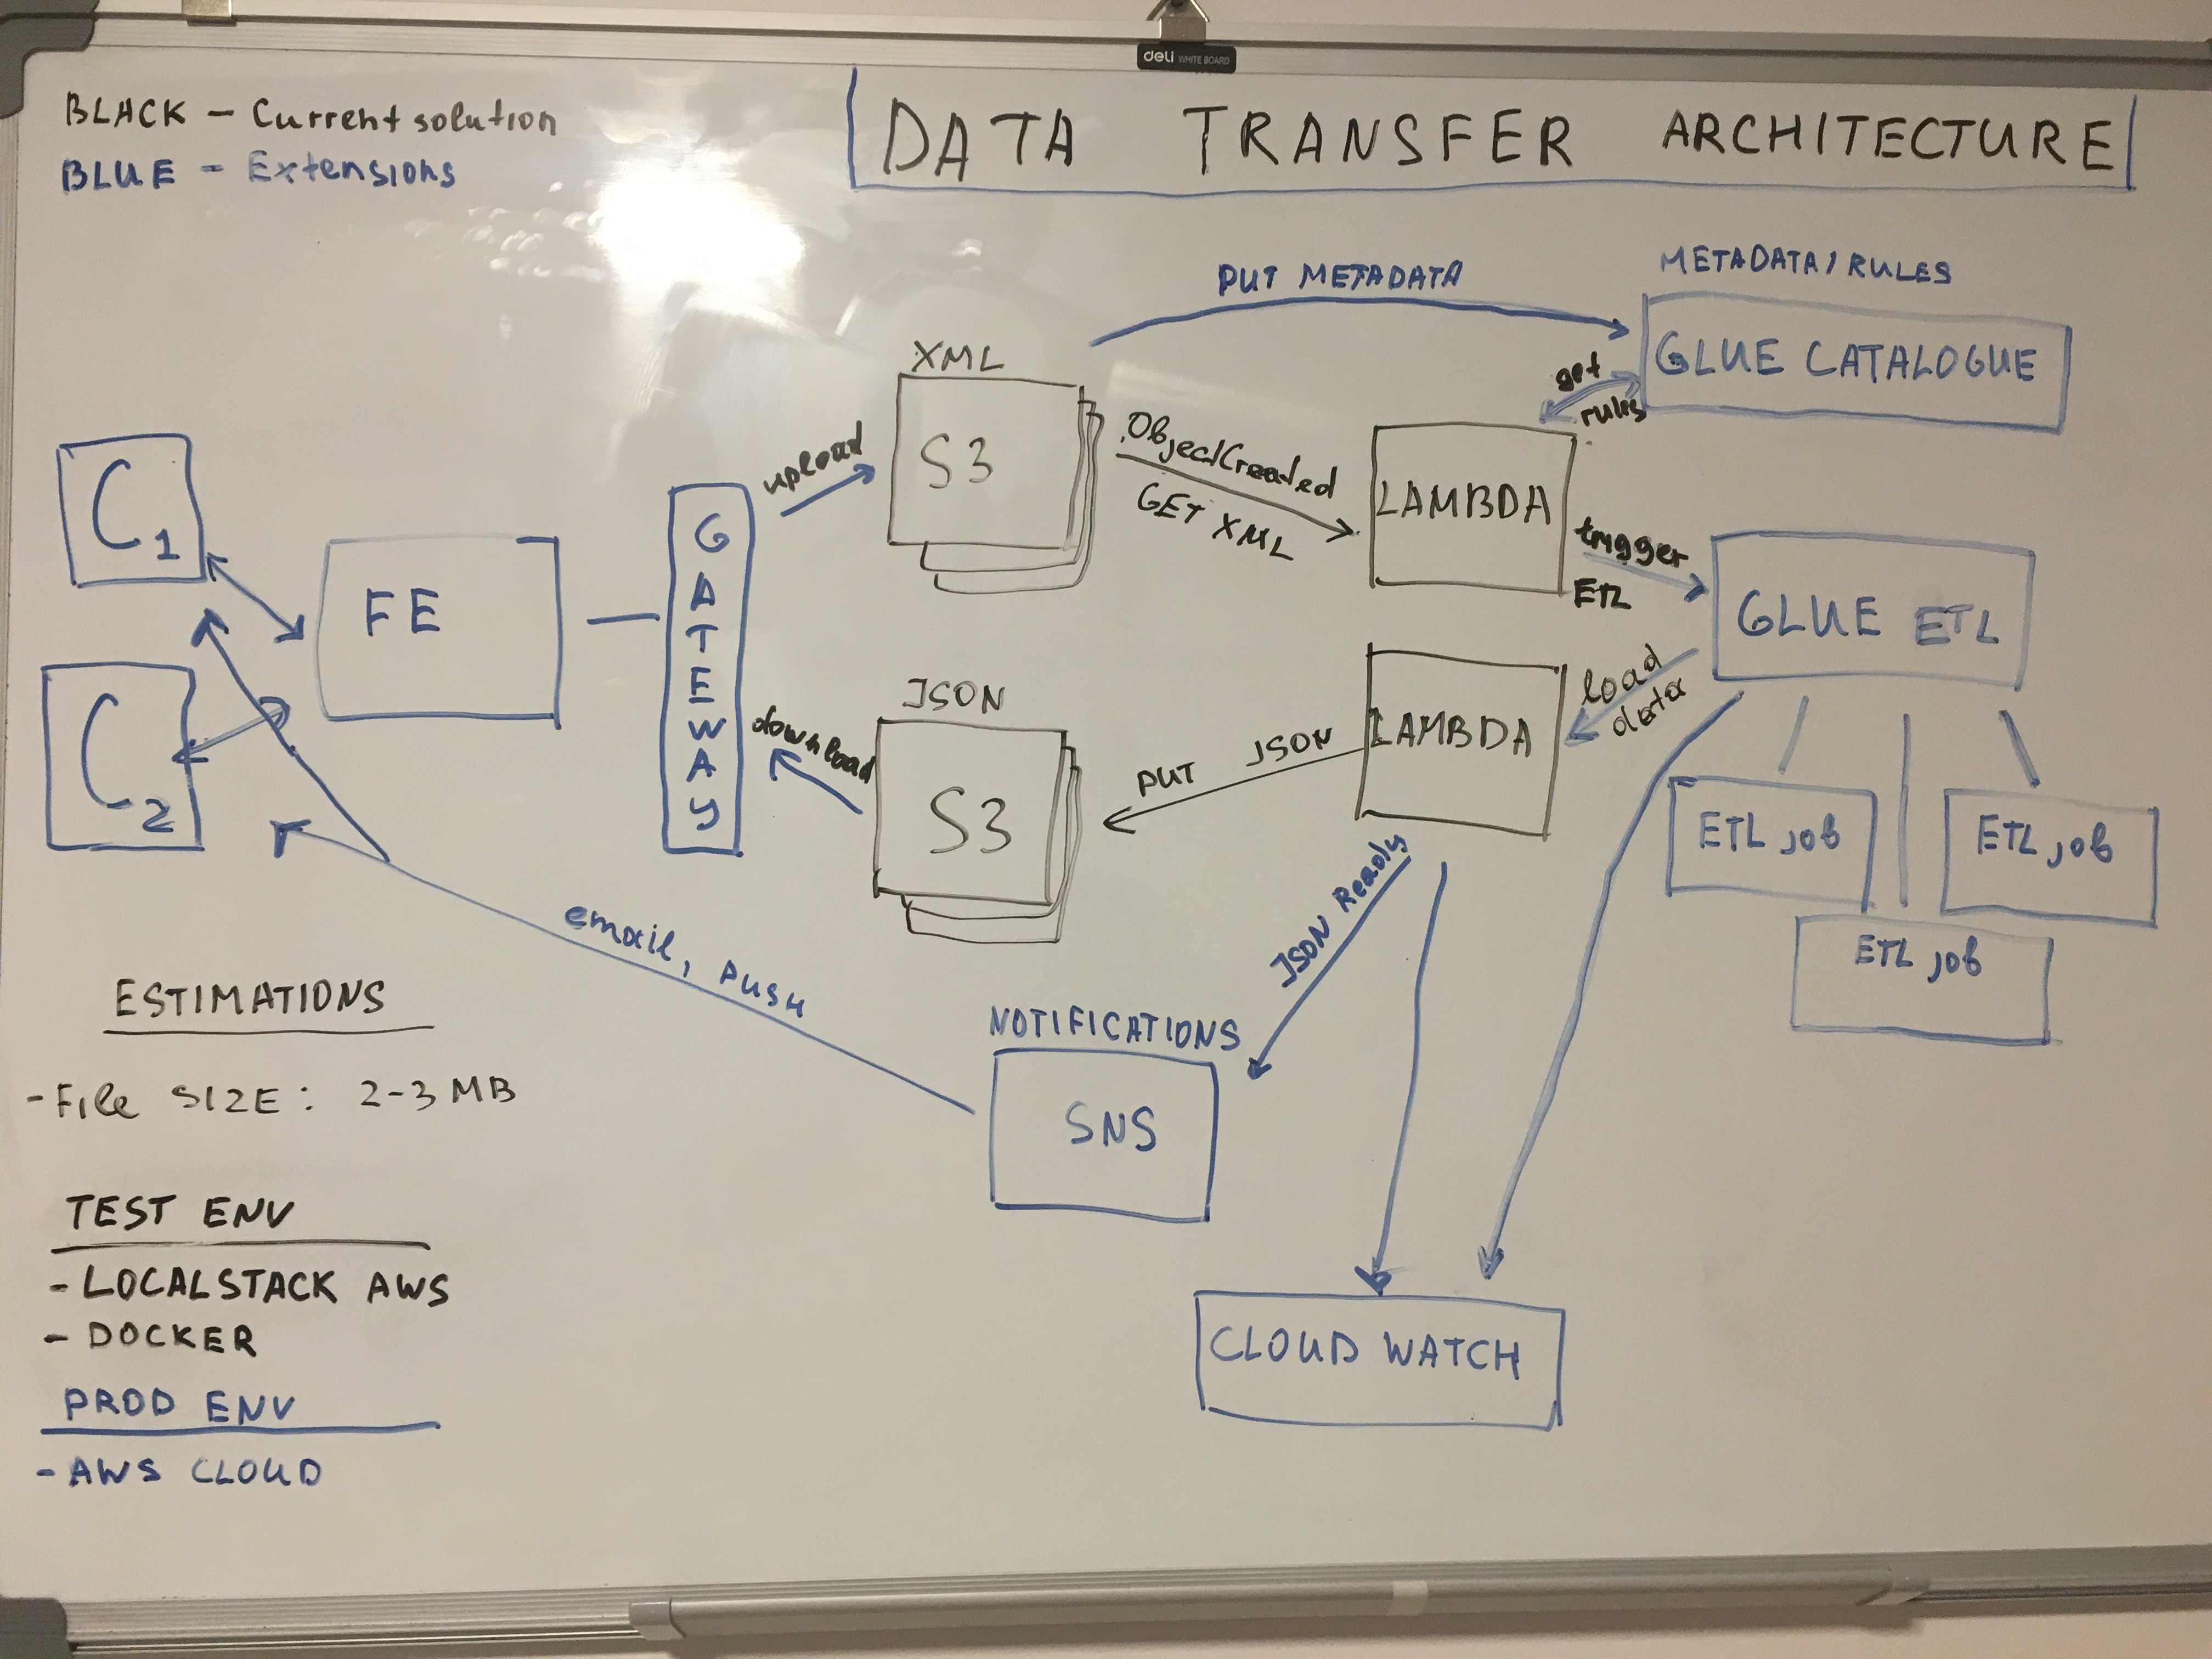 deli WHITE BOARD
BLACK - Current solution
BLUE - Extensions
DATA TRANSFER ARCHITECTURE
PUT METADATA
METADATA/RULES
GLUE CATALOGUE
get
rules
XML
S3
upload
.ObjectCreated
GET XML
LAMBDA
trigger
ETL
GLUE ETL
C1
FE
GATEWAY
C2
JSON
S3
download
PUT JSON
LAMBDA
load
data
ETL job
ETL job
ETL job
JSON Ready
email, push
NOTIFICATIONS
SNS
CLOUD WATCH
ESTIMATIONS
- File SIZE: 2-3 MB
TEST ENV
- LOCALSTACK AWS
- DOCKER
PROD ENV
- AWS CLOUD